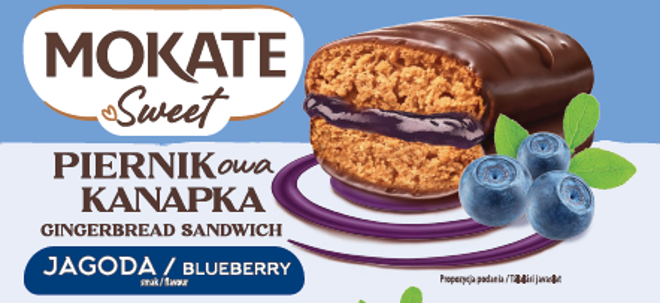 MOKATE
Sweet
PIERNIKowa
KANAPKA
GINGERBREAD SANDWICH
JAGODA / BLUEBERRY
smak / flavour
Propozycja podania /